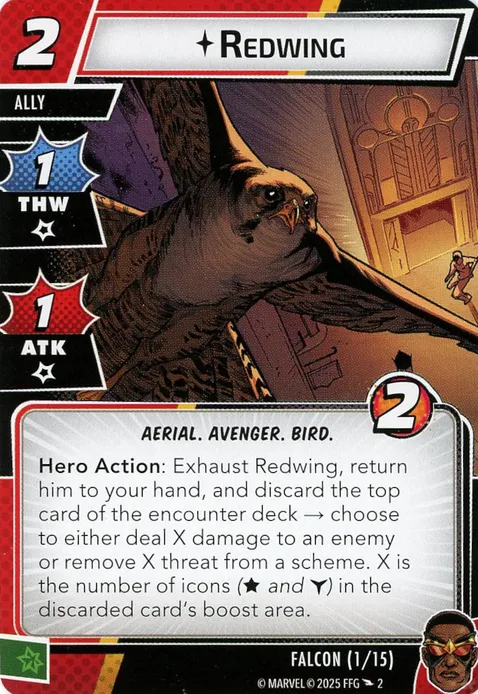 2
Redwing
ALLY
1
THW
1
ATK
2
AERIAL. AVENGER. BIRD.
Hero Action: Exhaust Redwing, return
him to your hand, and discard the top
card of the encounter deck → choose
to either deal X damage to an enemy
or remove X threat from a scheme. X is
the number of icons (★ and Y) in the
discarded card's boost area.
FALCON (1/15)
© MARVEL © 2025 FFG 2